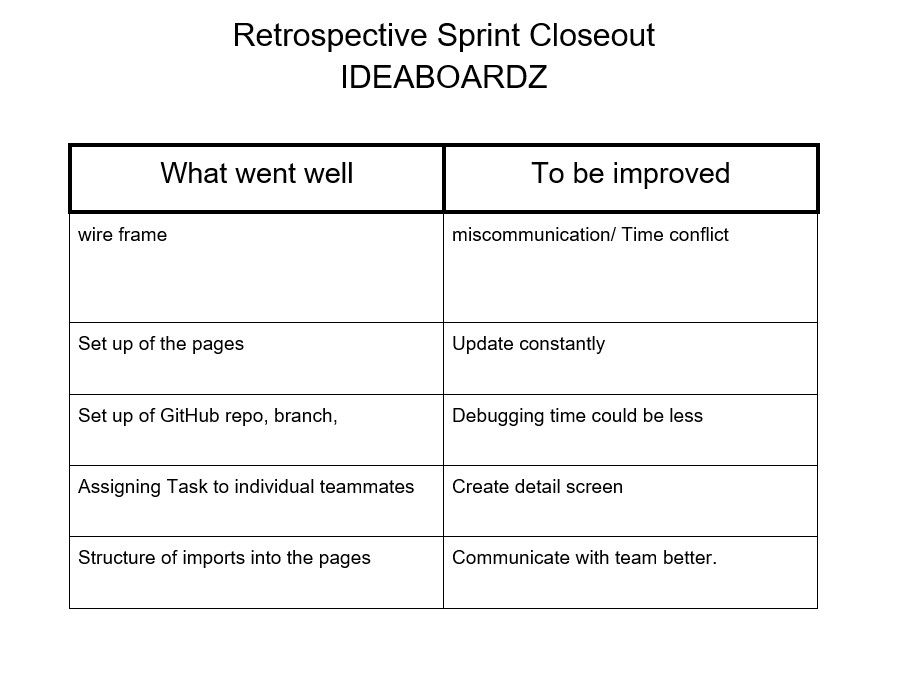 Retrospective Sprint Closeout
IDEABOARDZ
What went well
To be improved
wire frame
miscommunication/ Time conflict
Set up of the pages
Update constantly
Set up of GitHub repo, branch,
Debugging time could be less
Assigning Task to individual teammates
Create detail screen
Structure of imports into the pages
Communicate with team better.